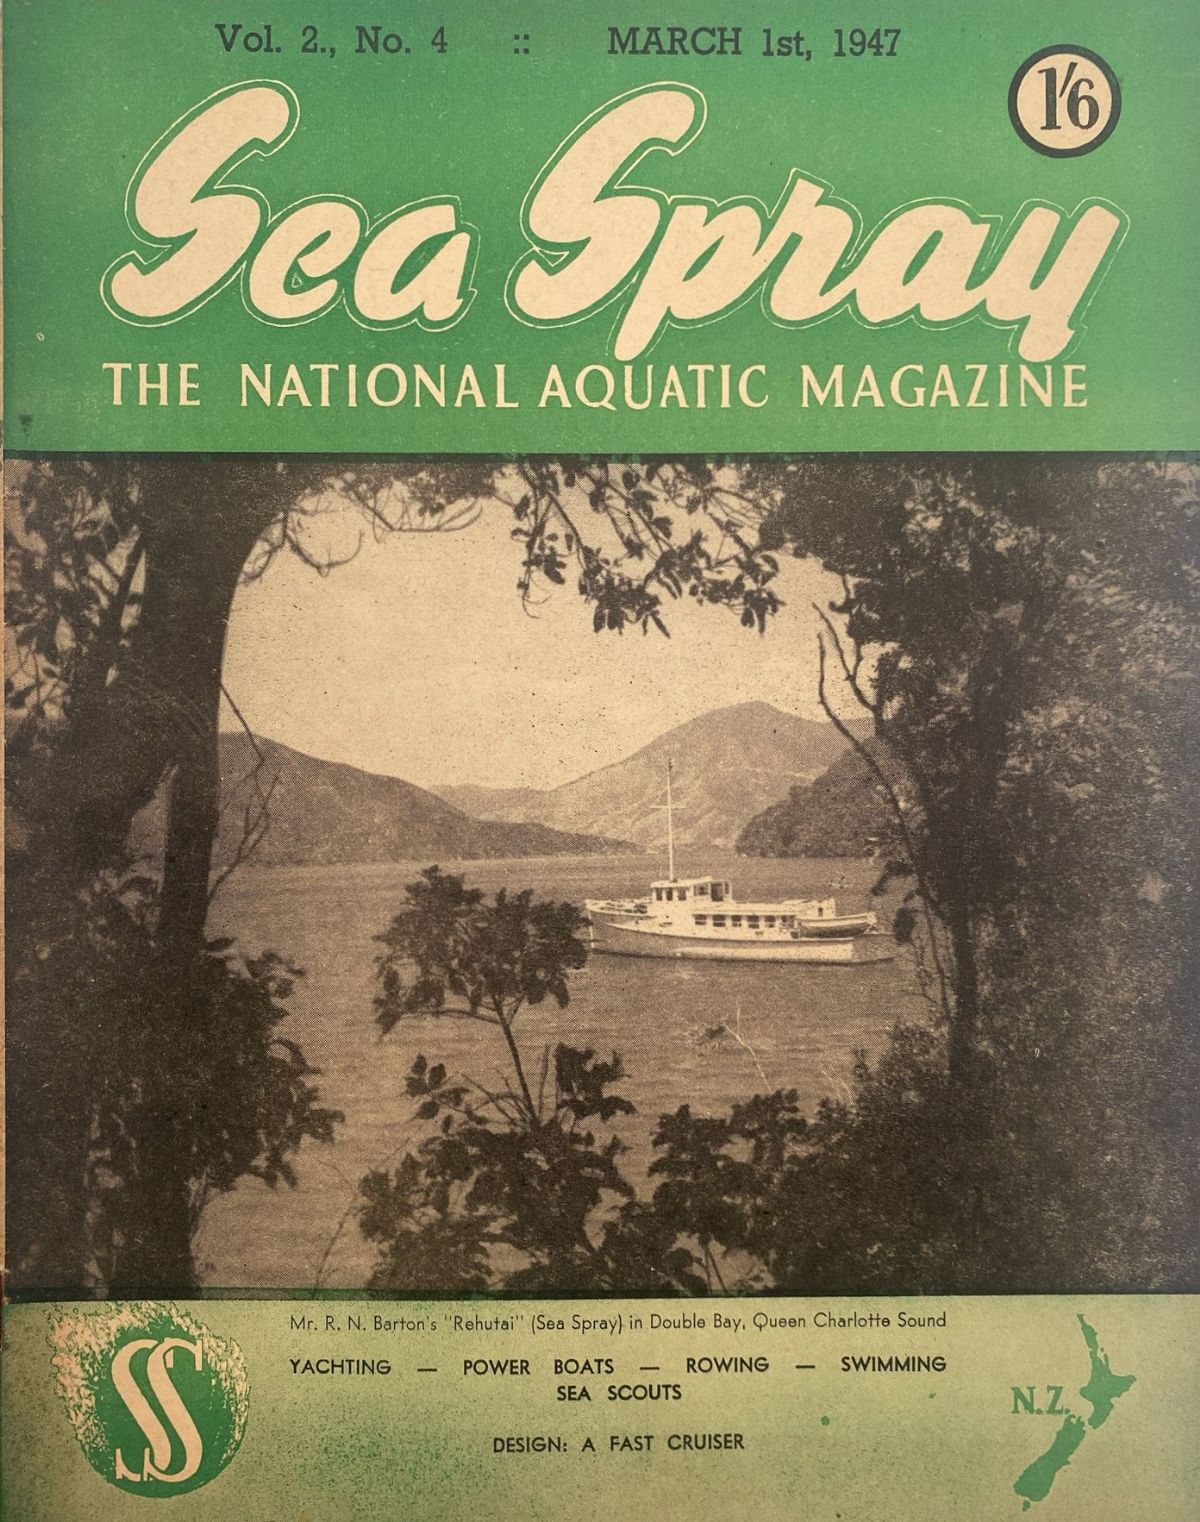 Vol. 2., No. 4 :: MARCH 1st, 1947
1/6
Sea Spray
THE NATIONAL AQUATIC MAGAZINE
Mr. R. N. Barton's "Rehutai" (Sea Spray) in Double Bay, Queen Charlotte Sound
YACHTING — POWER BOATS — ROWING — SWIMMING
SEA SCOUTS
SS
N.Z.
DESIGN: A FAST CRUISER